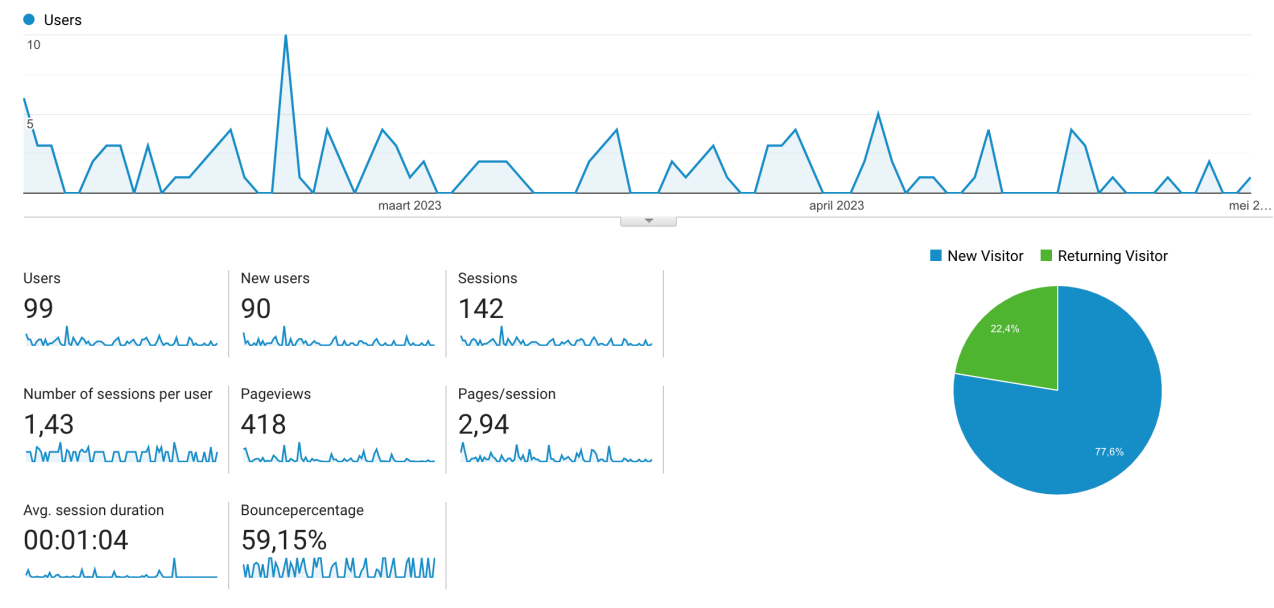 Users
10
5
maart 2023
april 2023
mei 2…
New Visitor
Returning Visitor
Users
99
New users
90
Sessions
142
Number of sessions per user
1,43
Pageviews
418
Pages/session
2,94
Avg. session duration
00:01:04
Bouncepercentage
59,15%
22,4%
77,6%